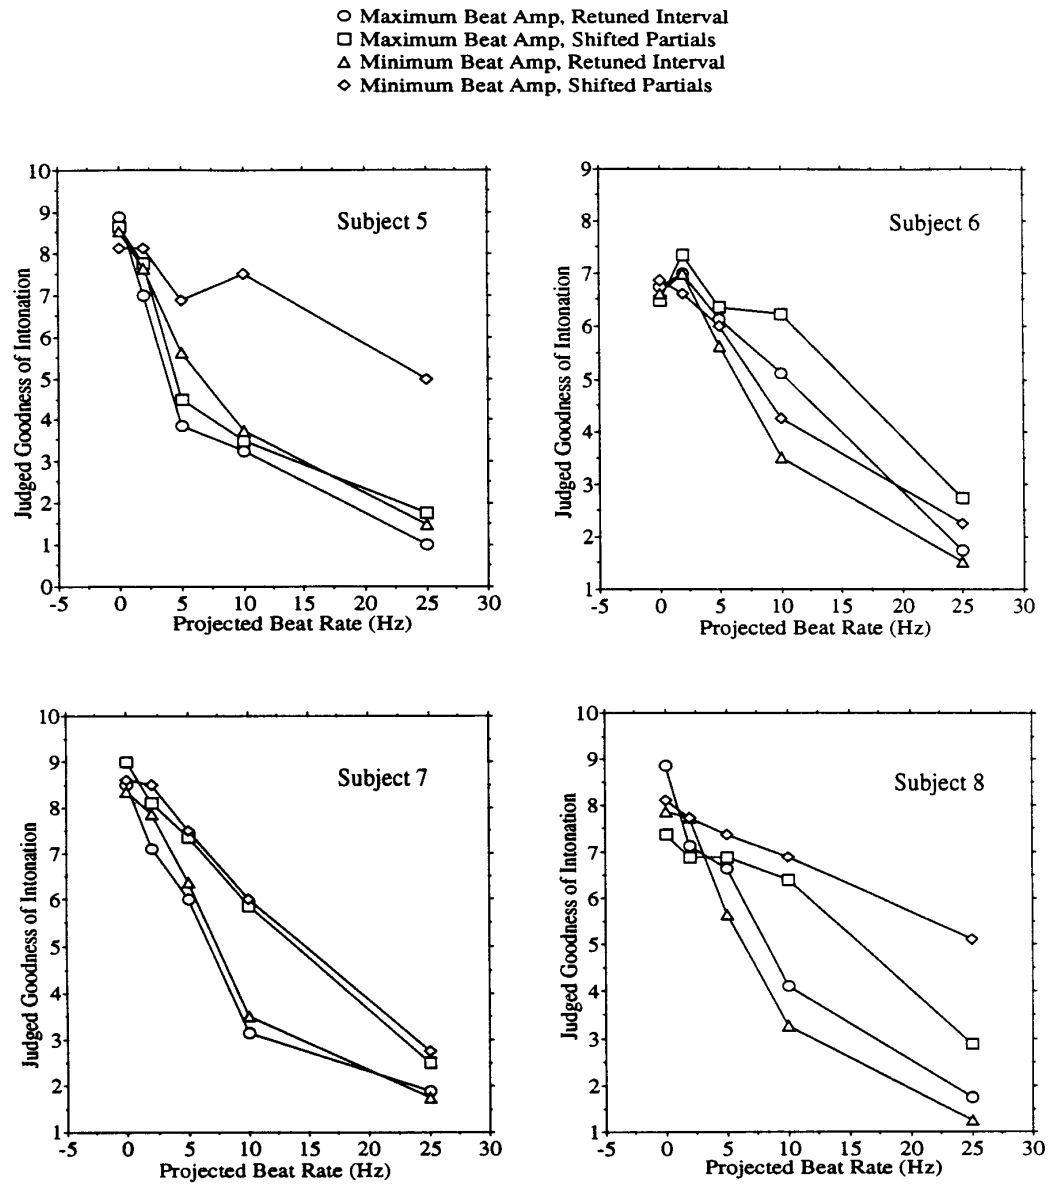 Maximum Beat Amp, Retuned Interval
Maximum Beat Amp, Shifted Partials
Minimum Beat Amp, Retuned Interval
Minimum Beat Amp, Shifted Partials
10
9
8
7
6
5
4
3
2
1
0
-5 0 5 10 15 20 25 30
Judged Goodness of Intonation
Projected Beat Rate (Hz)
Subject 5
9
8
7
6
5
4
3
2
1
-5 0 5 10 15 20 25 30
Judged Goodness of Intonation
Projected Beat Rate (Hz)
Subject 6
10
9
8
7
6
5
4
3
2
1
-5 0 5 10 15 20 25 30
Judged Goodness of Intonation
Projected Beat Rate (Hz)
Subject 7
10
9
8
7
6
5
4
3
2
1
-5 0 5 10 15 20 25 30
Judged Goodness of Intonation
Projected Beat Rate (Hz)
Subject 8